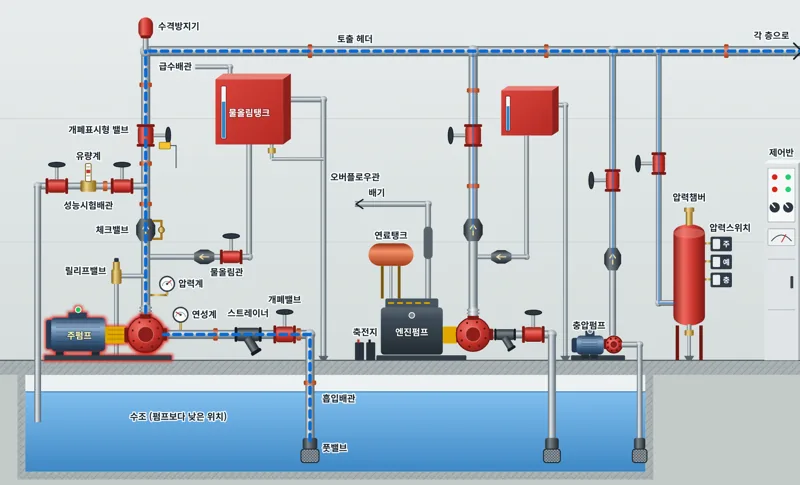 수격방지기
토출 헤더
각 층으로
급수배관
물올림탱크
개폐표시형 밸브
유량계
제어반
오버플로우관
배기
성능시험배관
압력챔버
체크밸브
압력스위치
연료탱크
주
예
충
릴리프밸브
물올림관
압력계
개폐밸브
연성계
스트레이너
주펌프
축전지
엔진펌프
충압펌프
흡입배관
수조 (펌프보다 낮은 위치)
풋밸브